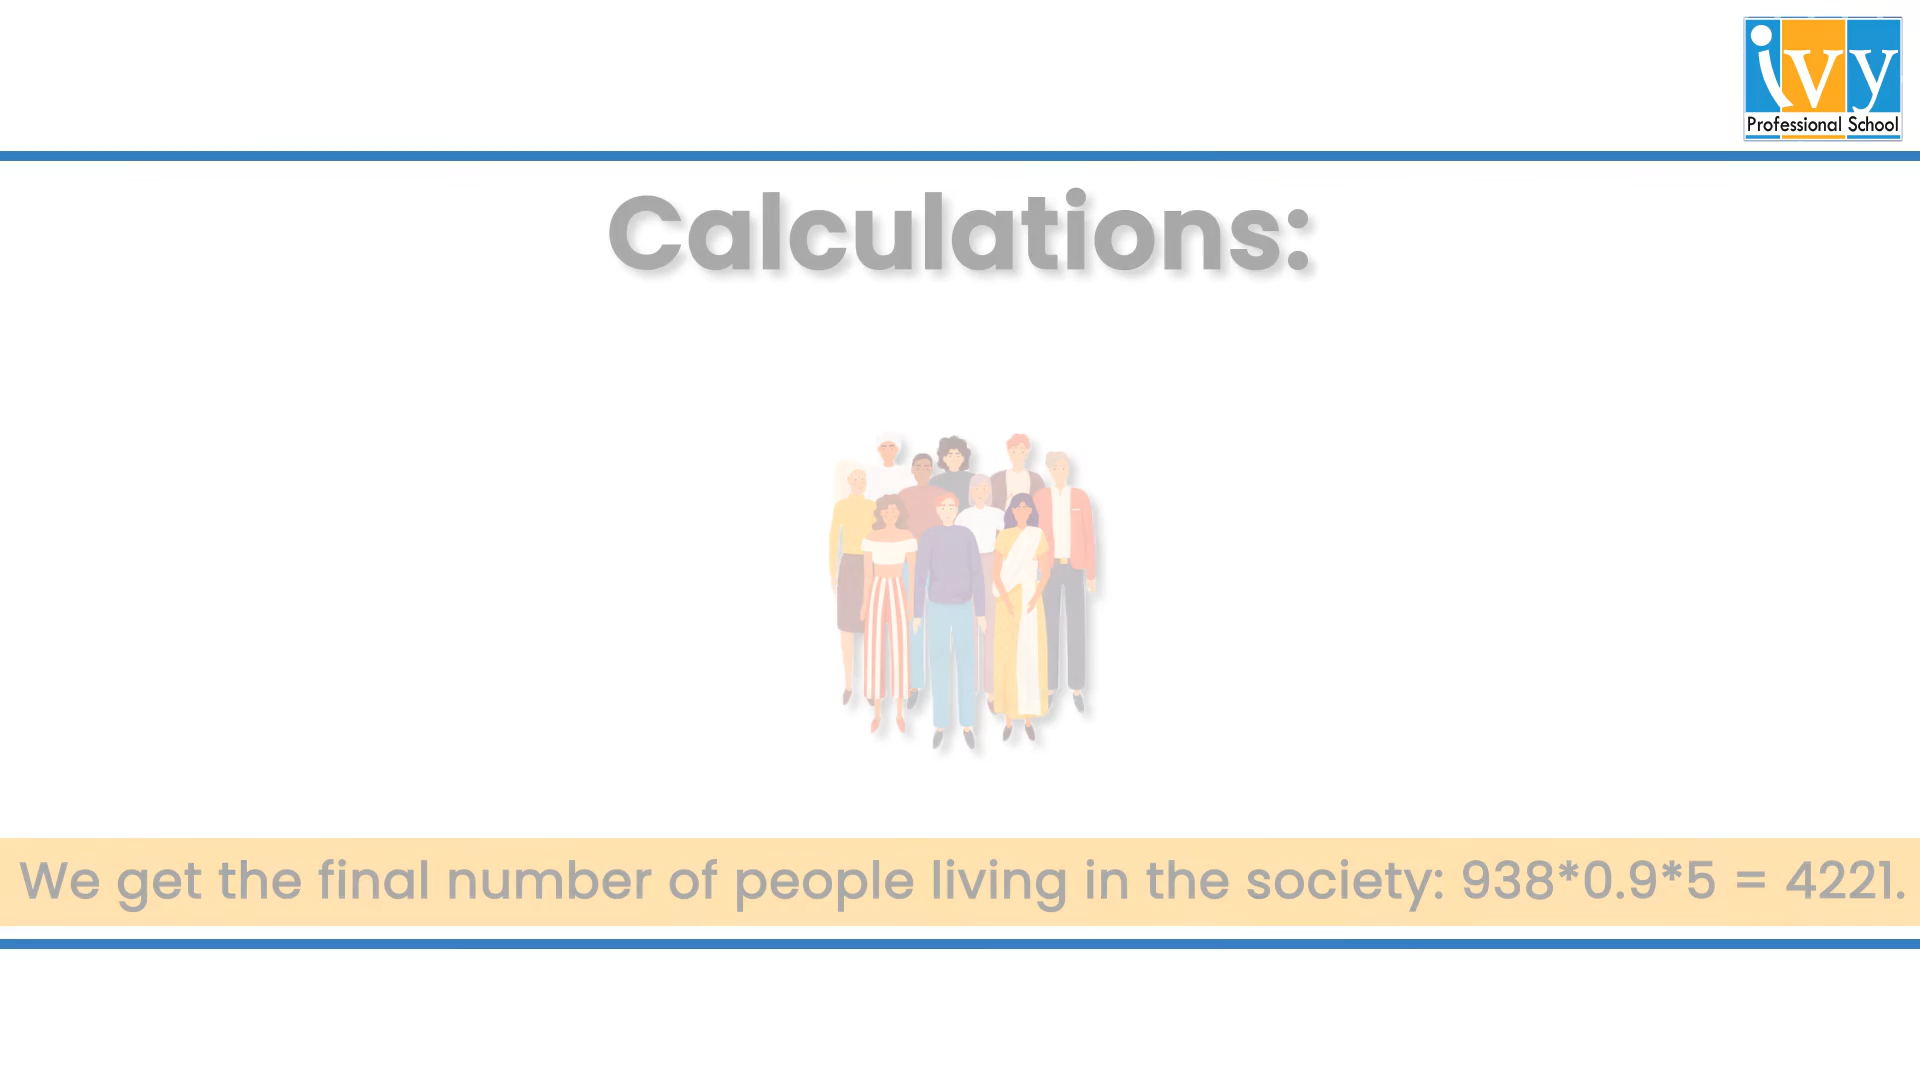 ivy
Professional School
Calculations:
We get the final number of people living in the society: 938*0.9*5 = 4221.